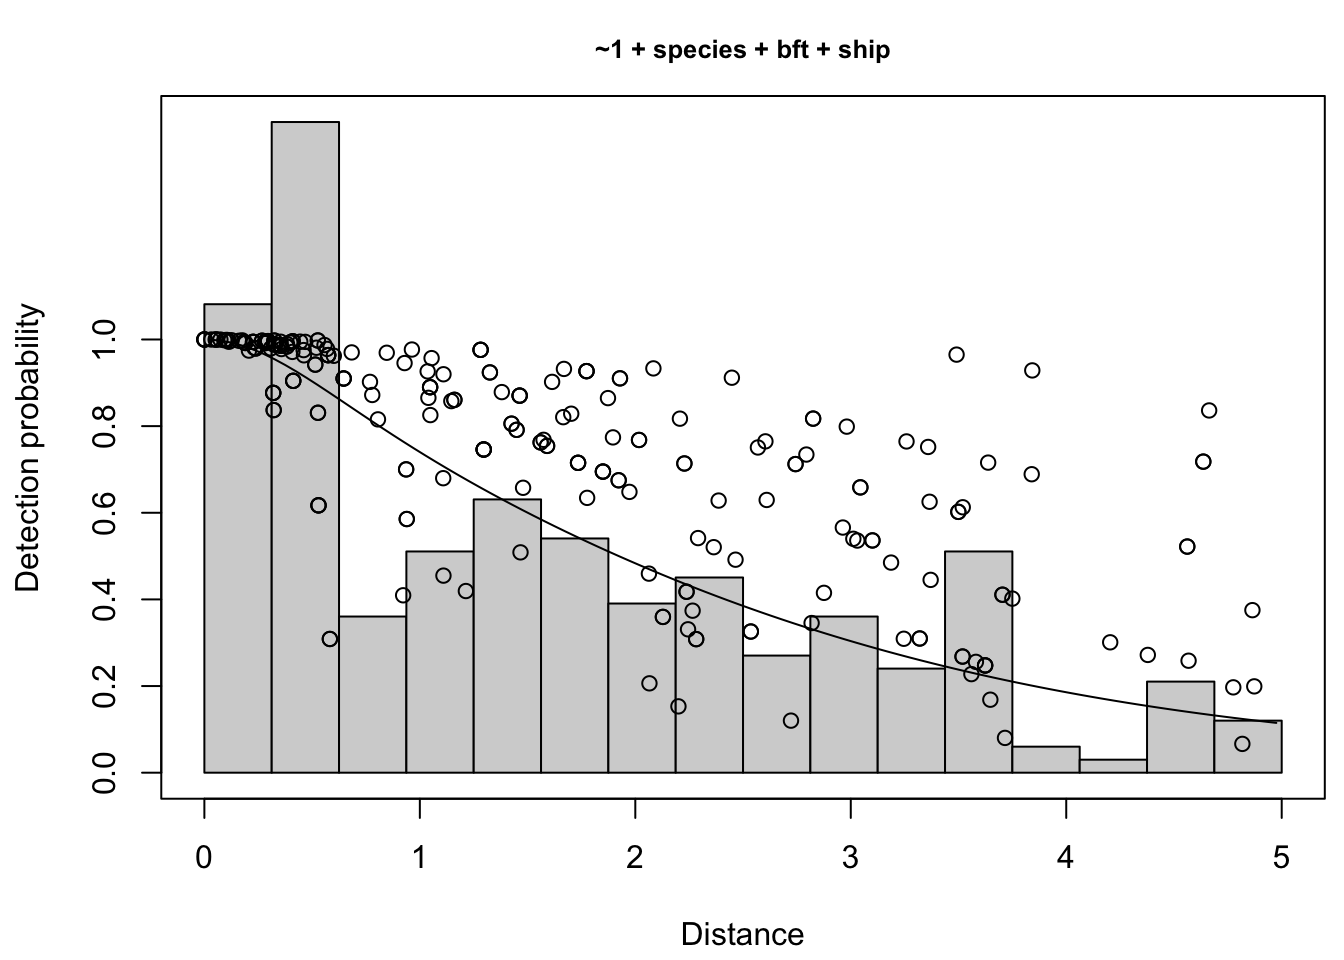 ~1 + species + bft + ship
Detection probability
1.0
0.8
0.6
0.4
0.2
0.0
0 1 2 3 4 5
Distance